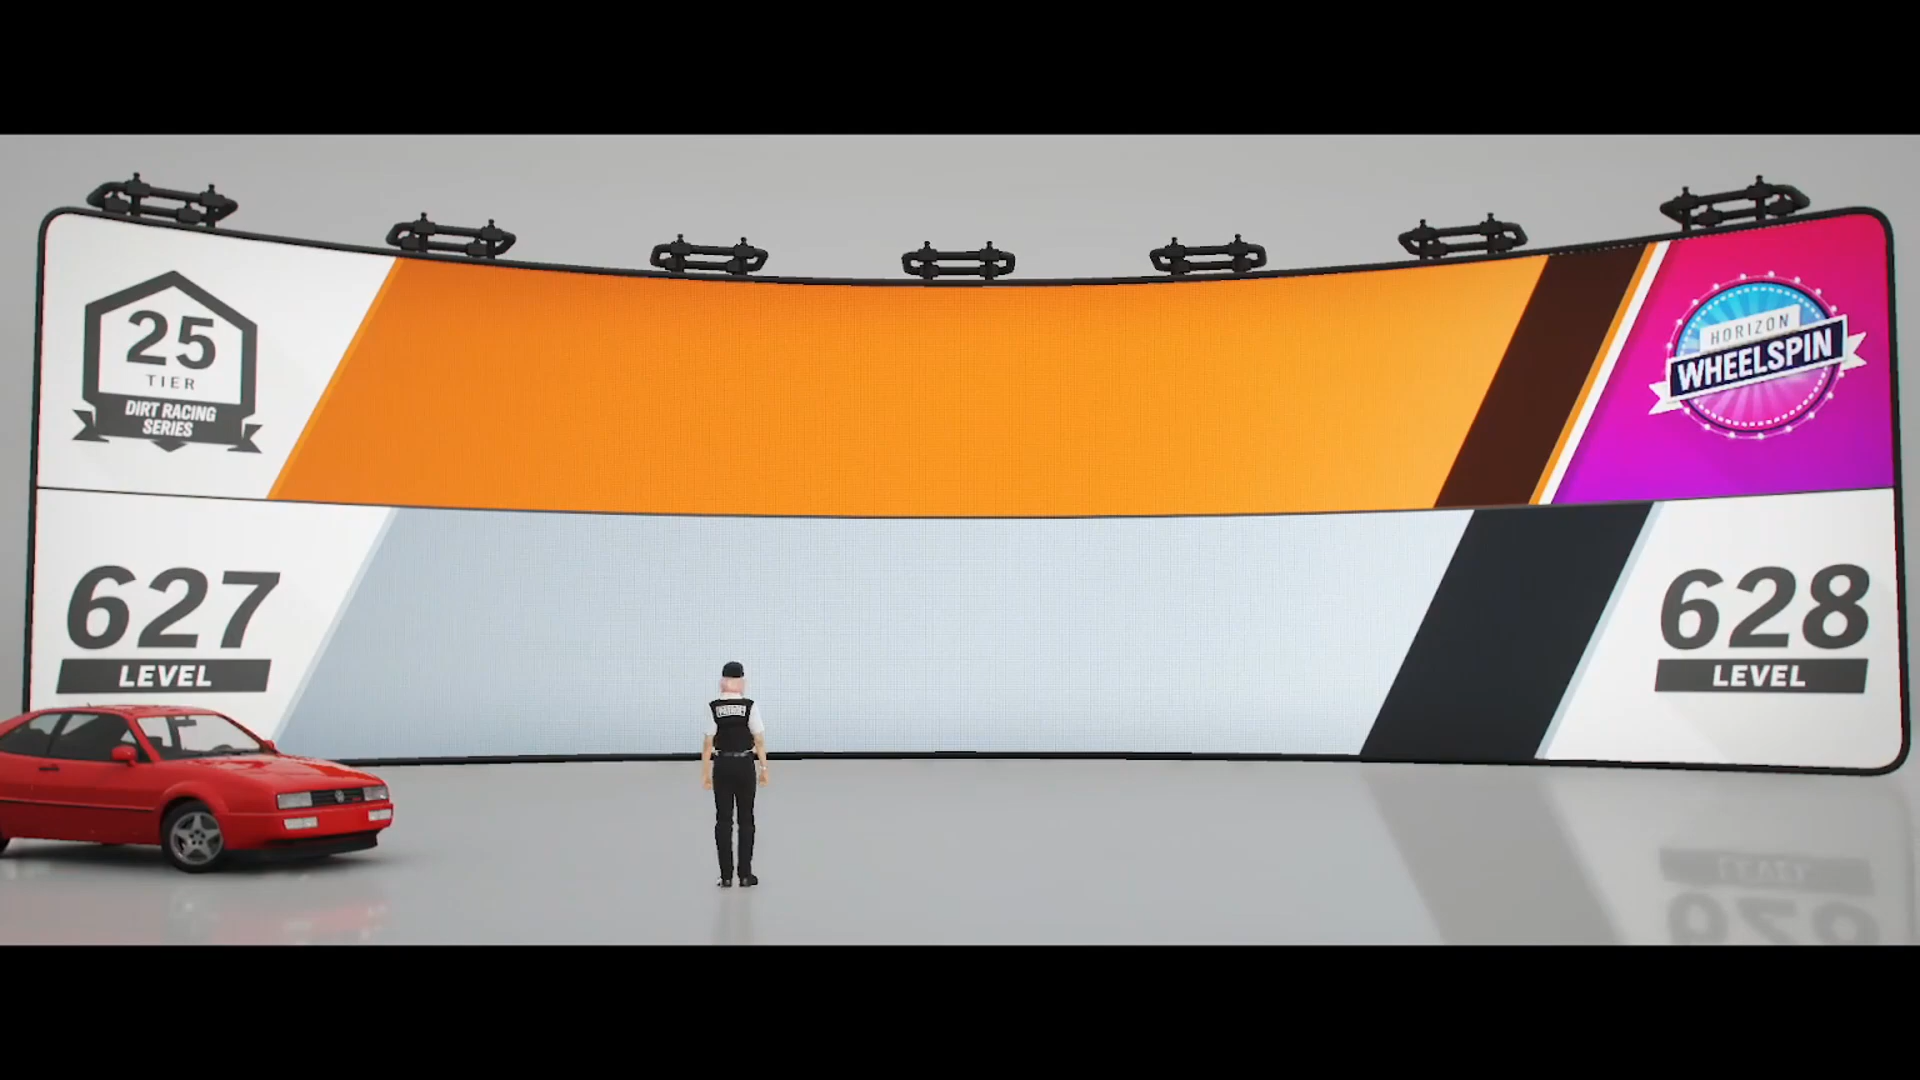 25
TIER
DIRT RACING
SERIES
HORIZON
WHEELSPIN
627
LEVEL
628
LEVEL